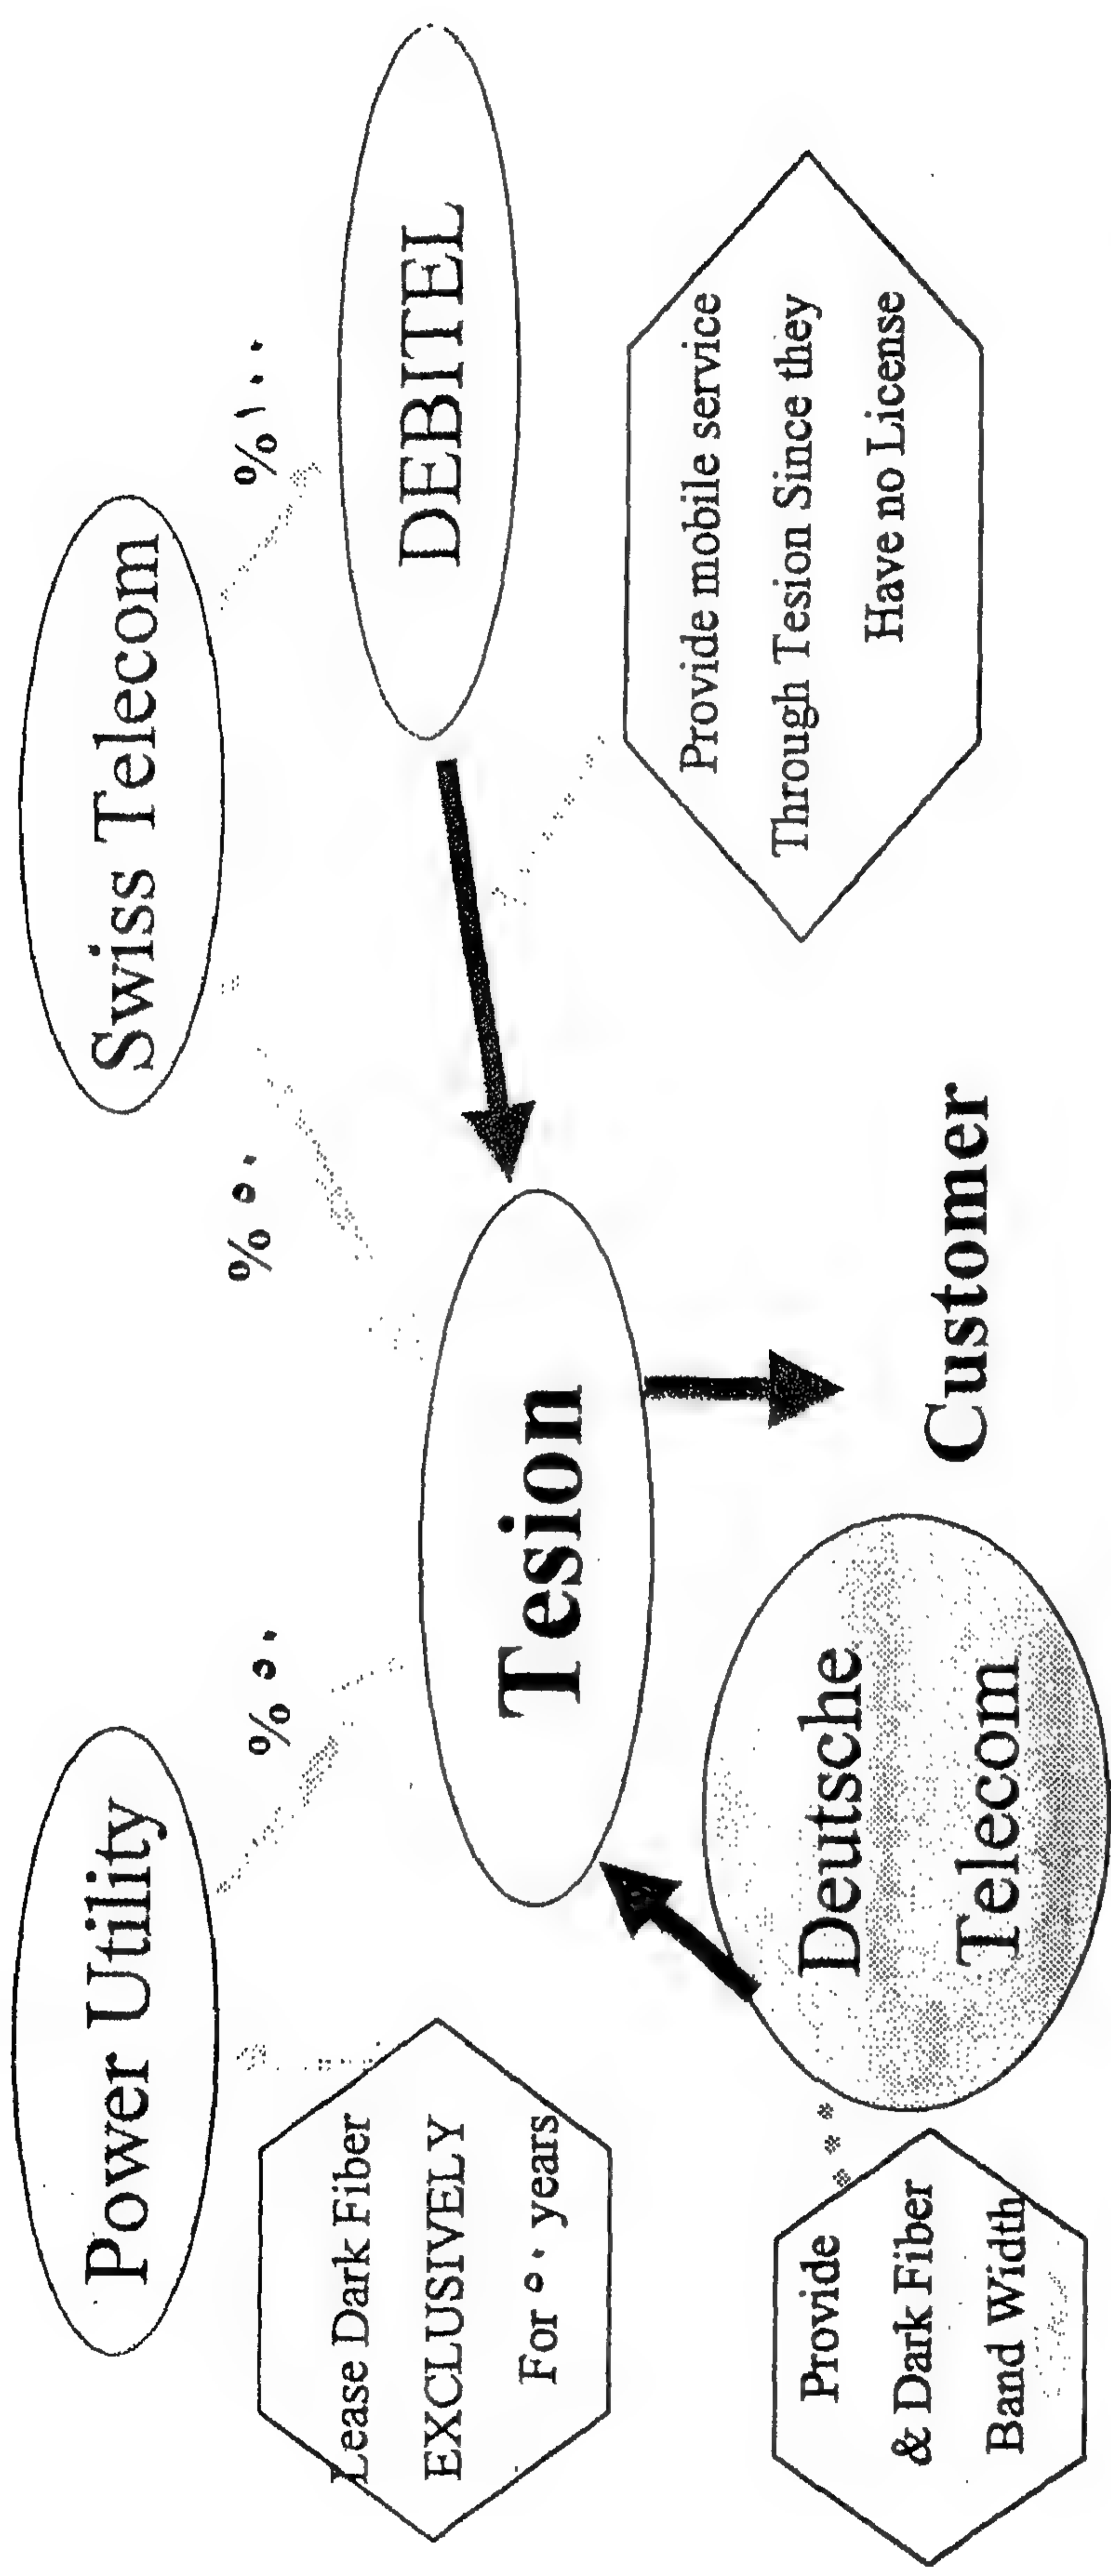 Power Utility
Swiss Telecom
%٥٠
%٥٠
%١٠٠
Lease Dark Fiber
EXCLUSIVELY
For ٥٠ years
Tesion
DEBITEL
Provide
& Dark Fiber
Band Width
Deutsche
Telecom
Customer
Provide mobile service
Through Tesion Since they
Have no License